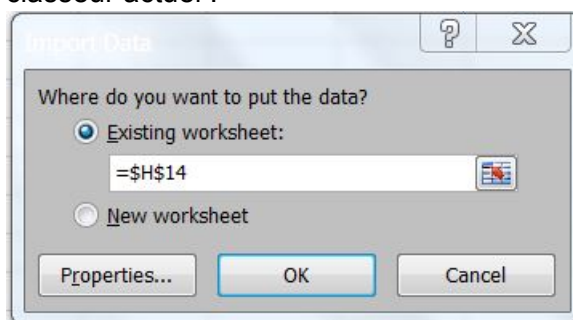 Import Data
Where do you want to put the data?
Existing worksheet:
=$H$14
New worksheet
Properties...
OK
Cancel